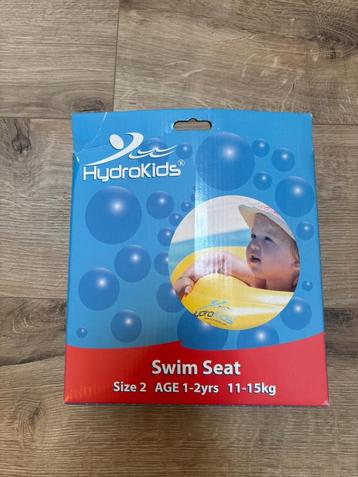 HydroKids®
Swim Seat
Size 2 AGE 1-2yrs 11-15kg